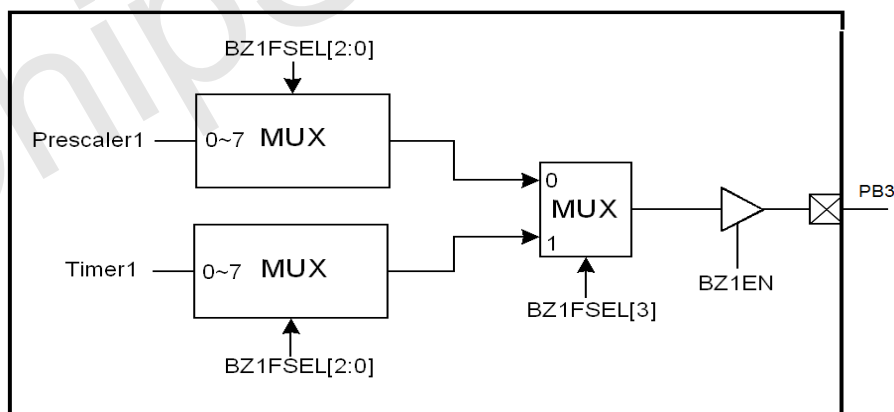 BZ1FSEL[2:0]
Prescaler1
0~7 MUX
0
MUX
1
PB3
Timer1
0~7 MUX
BZ1EN
BZ1FSEL[3]
BZ1FSEL[2:0]